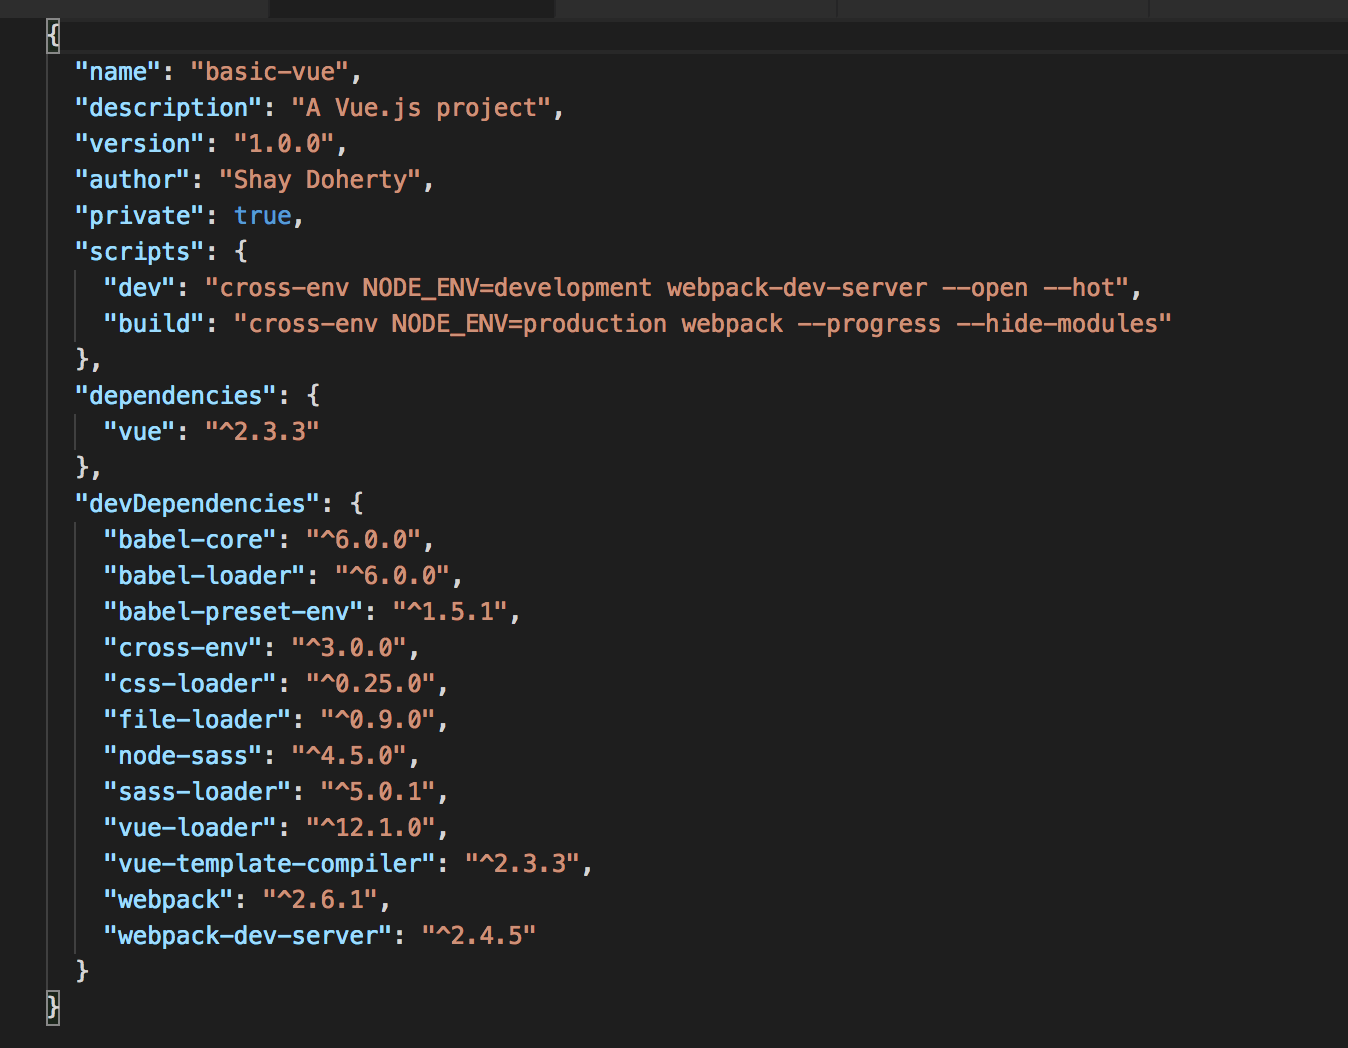 {
  "name": "basic-vue",
  "description": "A Vue.js project",
  "version": "1.0.0",
  "author": "Shay Doherty",
  "private": true,
  "scripts": {
    "dev": "cross-env NODE_ENV=development webpack-dev-server --open --hot",
    "build": "cross-env NODE_ENV=production webpack --progress --hide-modules"
  },
  "dependencies": {
    "vue": "^2.3.3"
  },
  "devDependencies": {
    "babel-core": "^6.0.0",
    "babel-loader": "^6.0.0",
    "babel-preset-env": "^1.5.1",
    "cross-env": "^3.0.0",
    "css-loader": "^0.25.0",
    "file-loader": "^0.9.0",
    "node-sass": "^4.5.0",
    "sass-loader": "^5.0.1",
    "vue-loader": "^12.1.0",
    "vue-template-compiler": "^2.3.3",
    "webpack": "^2.6.1",
    "webpack-dev-server": "^2.4.5"
  }
}